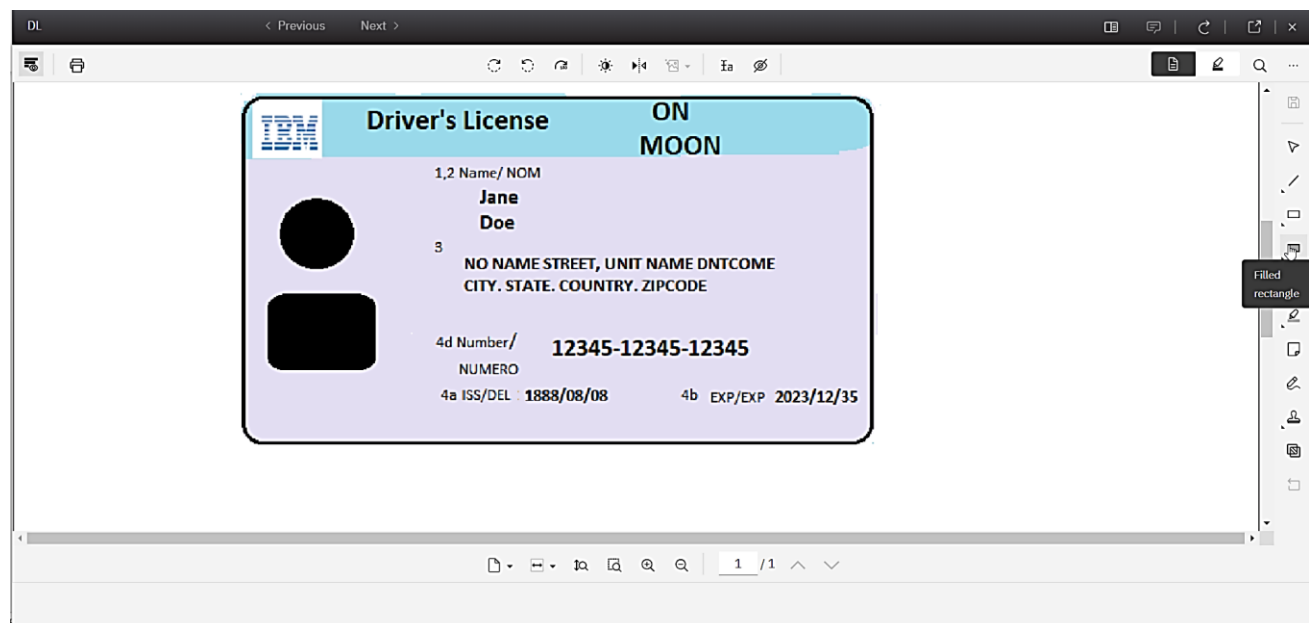 DL
< Previous Next >
Driver's License
ON
MOON
IBM
1,2 Name/ NOM
Jane
Doe
3
NO NAME STREET, UNIT NAME DNTCOME
CITY. STATE. COUNTRY. ZIPCODE
4d Number/
NUMERO
12345-12345-12345
4a ISS/DEL : 1888/08/08 4b EXP/EXP 2023/12/35
Filled
rectangle
1 / 1